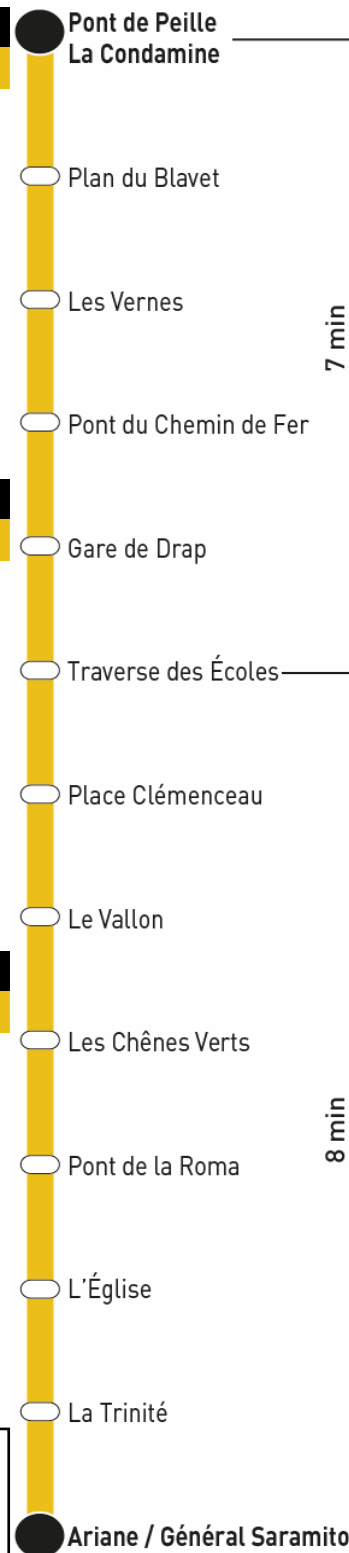 Pont de Peille
La Condamine
Plan du Blavet
Les Vernes
7 min
Pont du Chemin de Fer
Gare de Drap
Traverse des Écoles
Place Clémenceau
Le Vallon
Les Chênes Verts
8 min
Pont de la Roma
L'Église
La Trinité
Ariane / Général Saramito